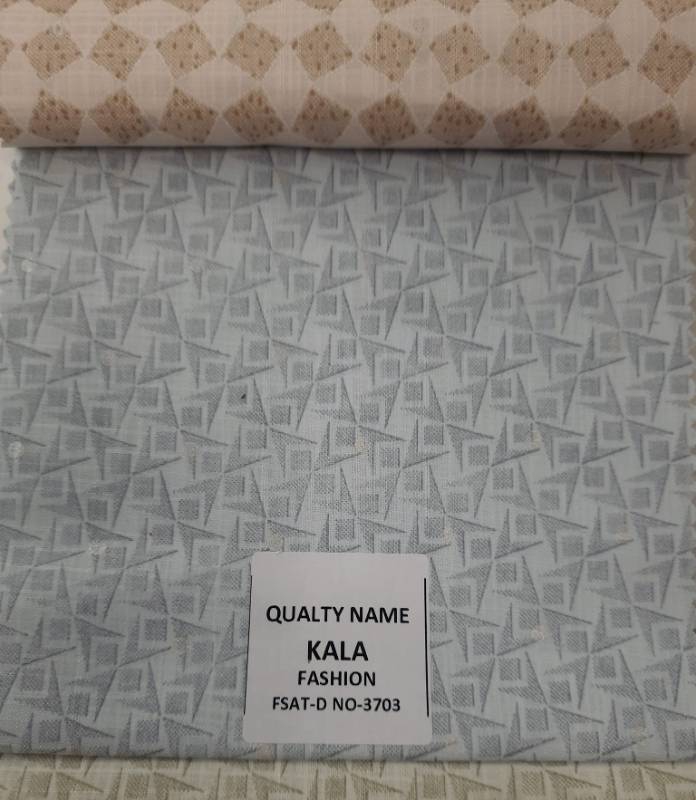 QUALTY NAME
KALA
FASHION
FSAT-D NO-3703